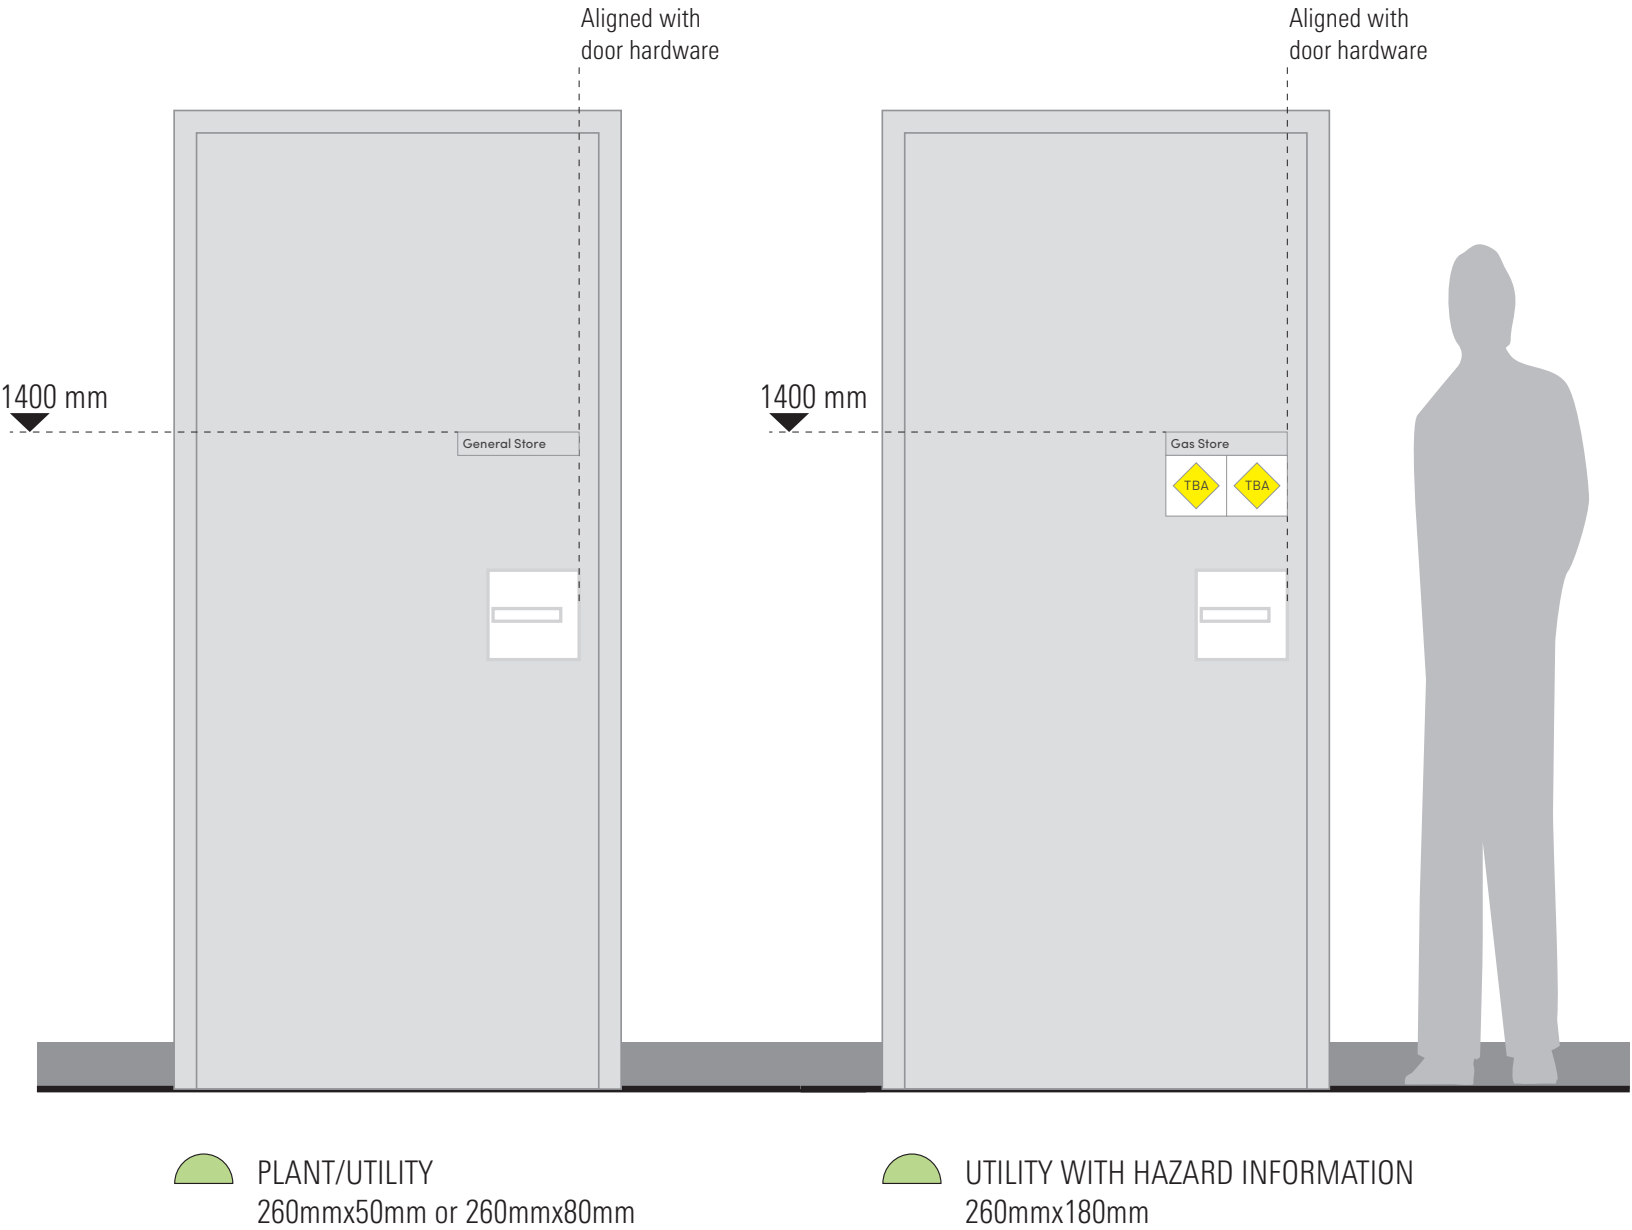 Aligned with
door hardware
Aligned with
door hardware
1400 mm
1400 mm
General Store
Gas Store
TBA
TBA
PLANT/UTILITY
260mmx50mm or 260mmx80mm
UTILITY WITH HAZARD INFORMATION
260mmx180mm